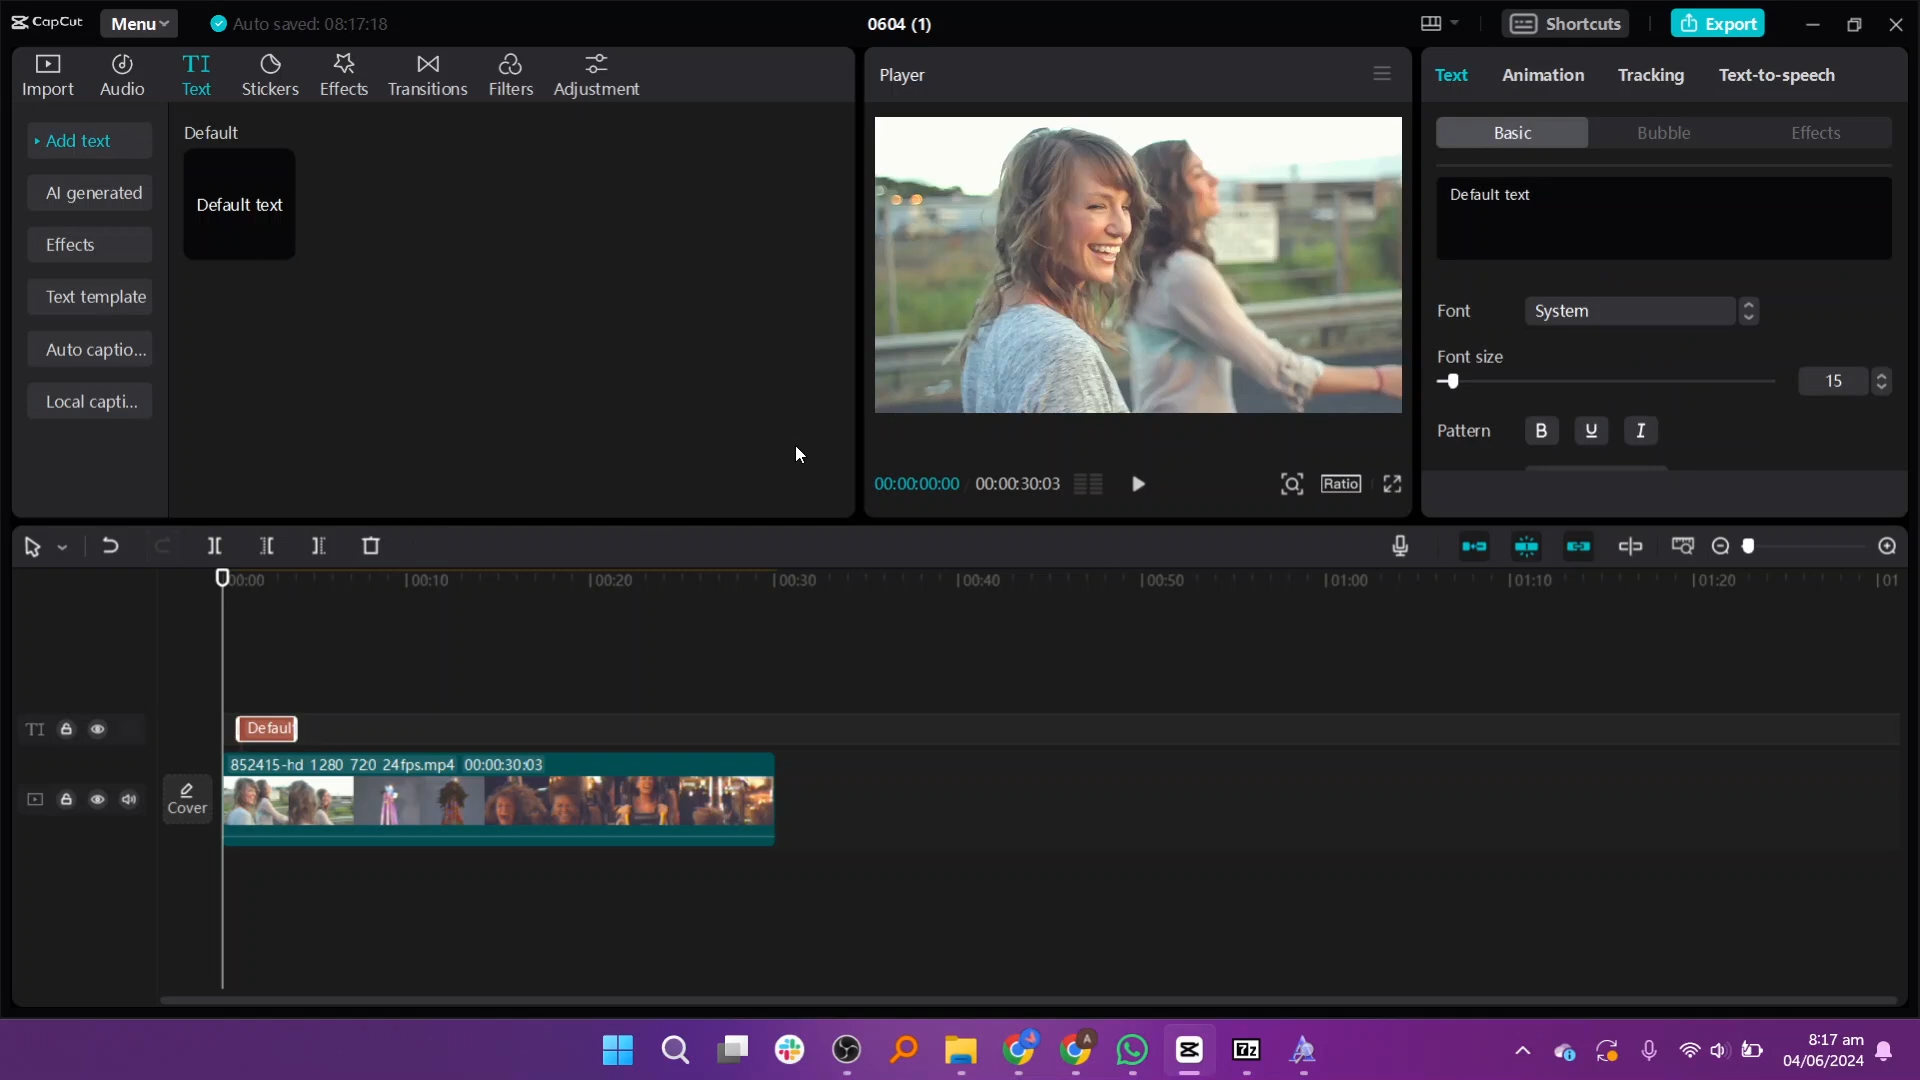 CapCut
Menu
Auto saved: 08:17:18
0604 (1)
Shortcuts
Export
Import
Audio
TI
Text
Stickers
Effects
Transitions
Filters
Adjustment
Player
Text
Animation
Tracking
Text-to-speech
Add text
AI generated
Effects
Text template
Auto captio...
Local capti...
Default
Default text
Basic
Bubble
Effects
Default text
Font
System
Font size
15
Pattern
B
U
I
00:00:00:00
00:00:30:03
Ratio
00:00
00:10
00:20
00:30
00:40
00:50
01:00
01:10
01:20
01
TI
Defaul
852415-hd 1280 720 24fps.mp4 00:00:30:03
Cover
A
7z
8:17 am
04/06/2024